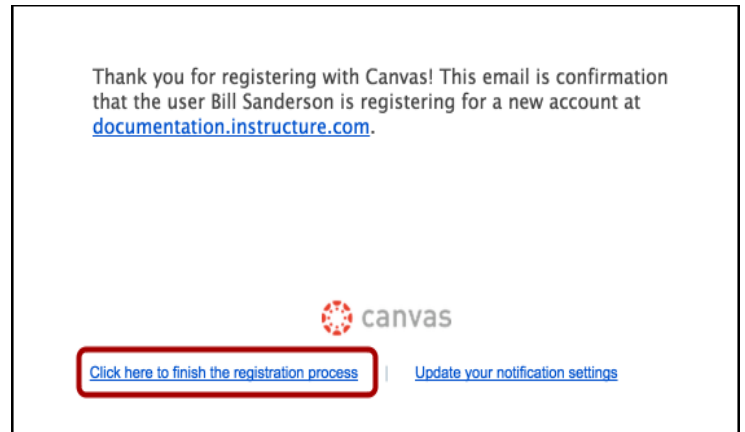 Thank you for registering with Canvas! This email is confirmation
that the user Bill Sanderson is registering for a new account at
documentation.instructure.com.
canvas
Click here to finish the registration process | Update your notification settings